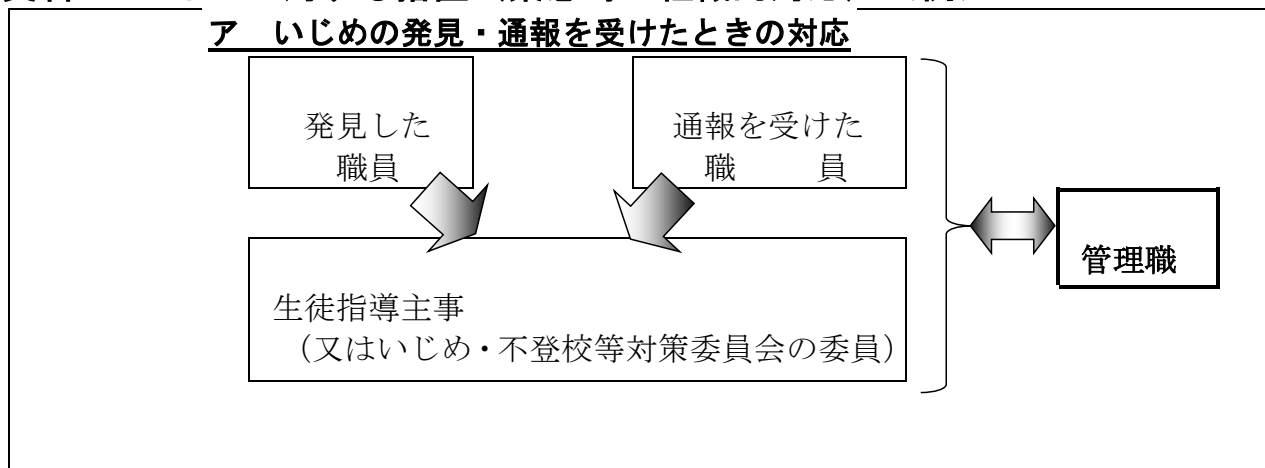 ア　いじめの発見・通報を受けたときの対応
発見した
職員
通報を受けた
職　　員
生徒指導主事
（又はいじめ・不登校等対策委員会の委員）
管理職